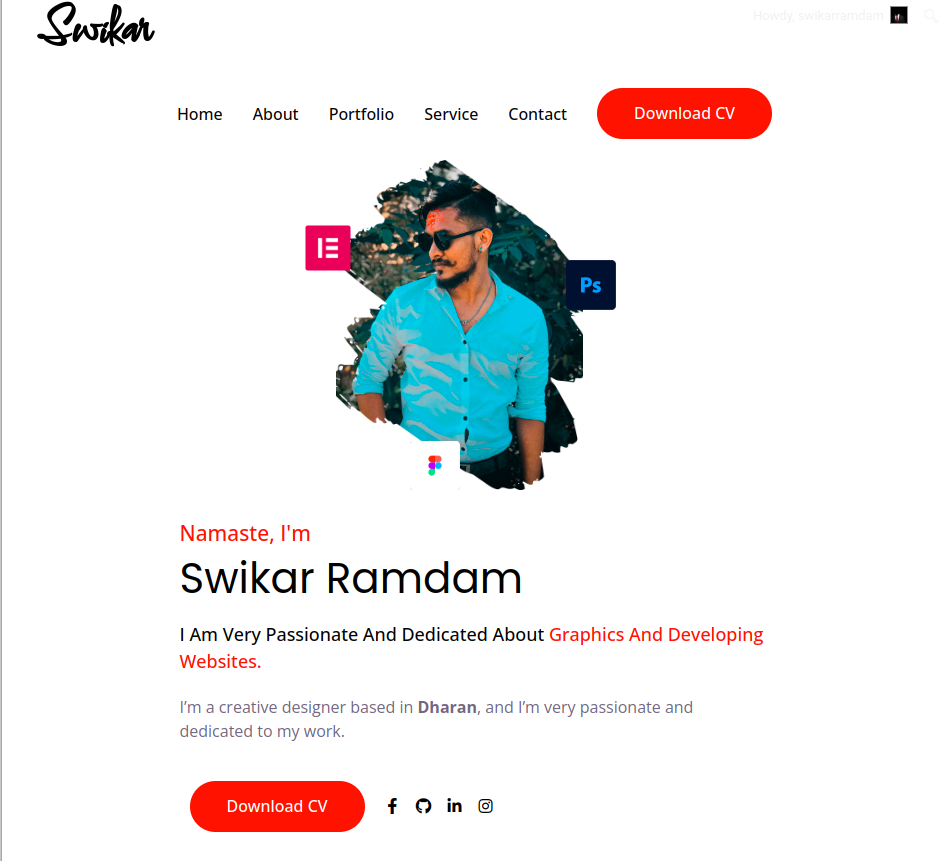 Swikar
Howdy, swikarramdam
Home About Portfolio Service Contact Download CV
Ps
Namaste, I'm
Swikar Ramdam
I Am Very Passionate And Dedicated About Graphics And Developing
Websites.
I’m a creative designer based in Dharan, and I’m very passionate and
dedicated to my work.
Download CV